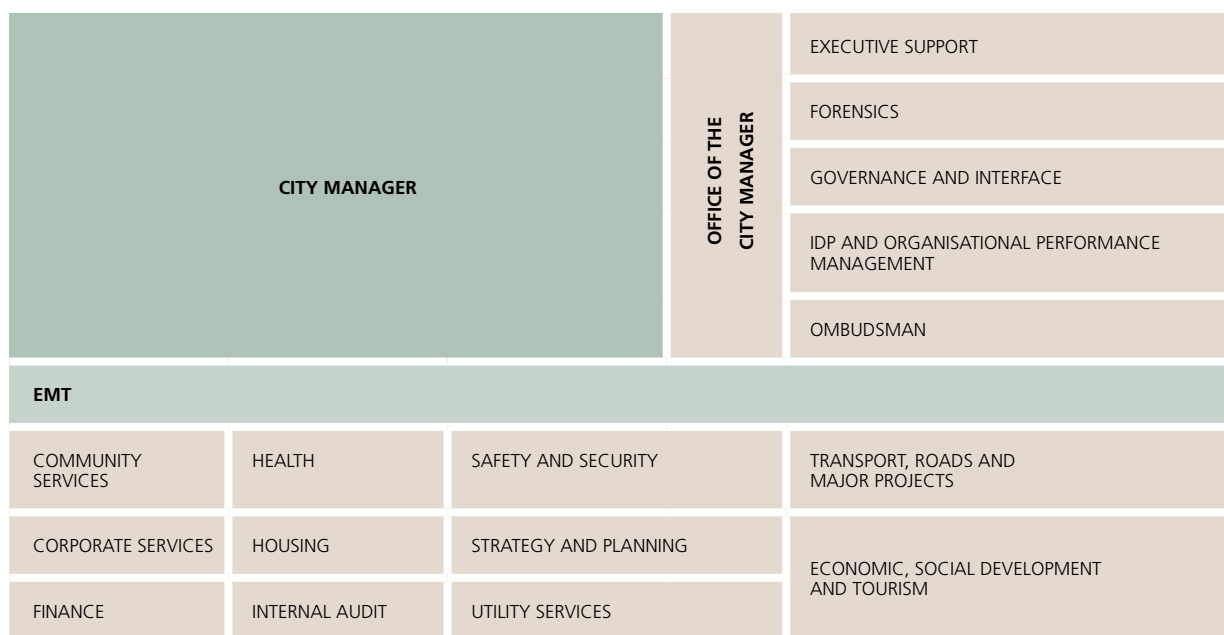 CITY MANAGER
OFFICE OF THE
CITY MANAGER
EXECUTIVE SUPPORT
FORENSICS
GOVERNANCE AND INTERFACE
IDP AND ORGANISATIONAL PERFORMANCE
MANAGEMENT
OMBUDSMAN
EMT
COMMUNITY
SERVICES
HEALTH
SAFETY AND SECURITY
TRANSPORT, ROADS AND
MAJOR PROJECTS
CORPORATE SERVICES
HOUSING
STRATEGY AND PLANNING
ECONOMIC, SOCIAL DEVELOPMENT
AND TOURISM
FINANCE
INTERNAL AUDIT
UTILITY SERVICES